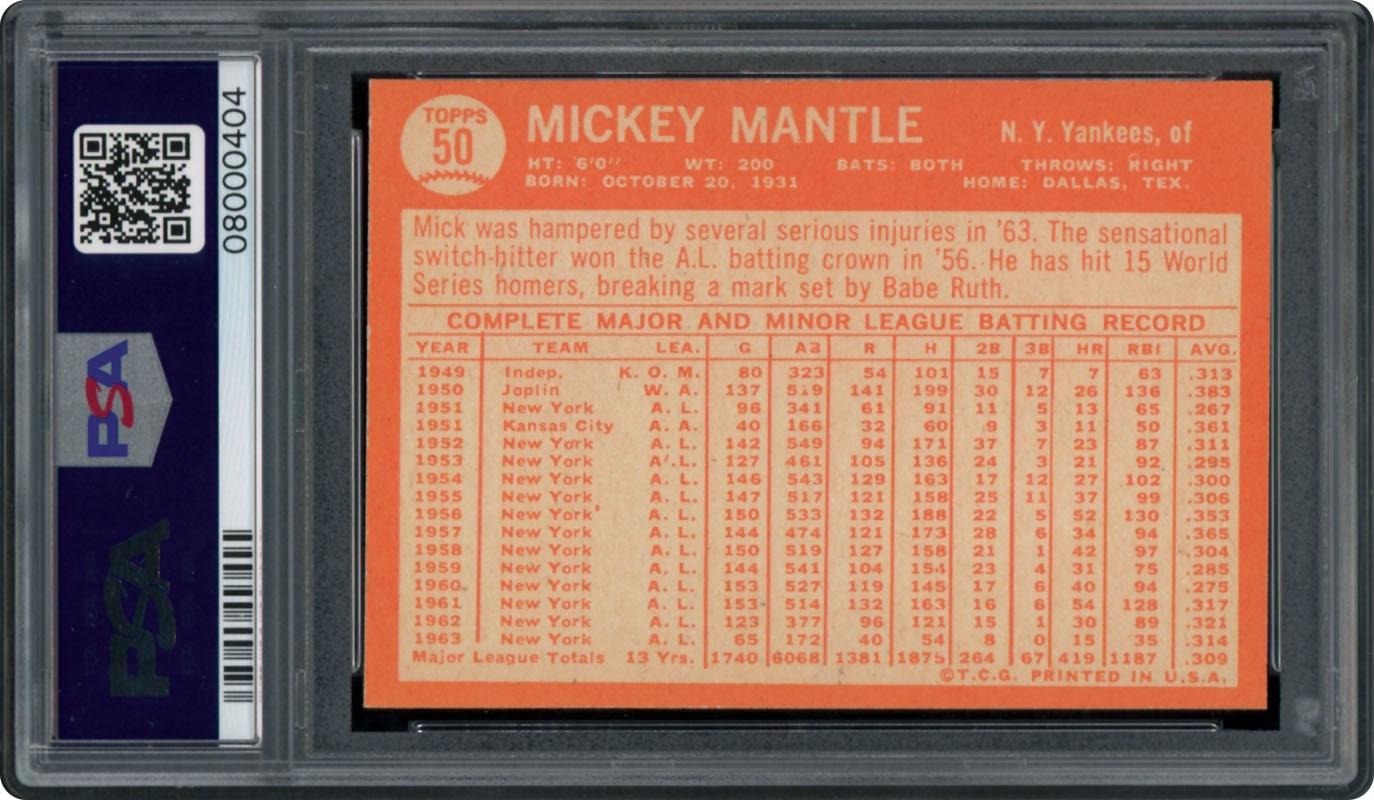 08000404
PSA
PSA
TOPPS
50
MICKEY MANTLE
N. Y. Yankees, of
HT: 6'0" WT: 200 BATS: BOTH THROWS: RIGHT
BORN: OCTOBER 20, 1931 HOME: DALLAS, TEX.
Mick was hampered by several serious injuries in '63. The sensational
switch-hitter won the A.L. batting crown in '56. He has hit 15 World
Series homers, breaking a mark set by Babe Ruth.
COMPLETE MAJOR AND MINOR LEAGUE BATTING RECORD
YEAR TEAM LEA. G AB R H 2B 3B HR RBI AVG.
1949 Indep. K. O. M. 80 323 54 101 15 7 7 63 .313
1950 Joplin W. A. 137 519 141 199 30 12 26 136 .383
1951 New York A. L. 96 341 61 91 11 5 13 65 .267
1951 Kansas City A. A. 40 166 32 60 9 3 11 50 .361
1952 New York A. L. 142 549 94 171 37 7 23 87 .311
1953 New York A. L. 127 461 105 136 24 3 21 92 .295
1954 New York A. L. 146 543 129 163 17 12 27 102 .300
1955 New York A. L. 147 517 121 158 25 11 37 99 .306
1956 New York A. L. 150 533 132 188 22 5 52 130 .353
1957 New York A. L. 144 474 121 173 28 6 34 94 .365
1958 New York A. L. 150 519 127 158 21 1 42 97 .304
1959 New York A. L. 144 541 104 154 23 4 31 75 .285
1960 New York A. L. 153 527 119 145 17 6 40 94 .275
1961 New York A. L. 153 514 132 163 16 6 54 128 .317
1962 New York A. L. 123 377 96 121 15 1 30 89 .321
1963 New York A. L. 65 172 40 54 8 0 15 35 .314
Major League Totals 13 Yrs. 1740 6068 1381 1875 264 67 419 1187 .309
©T.C.G. PRINTED IN U.S.A.